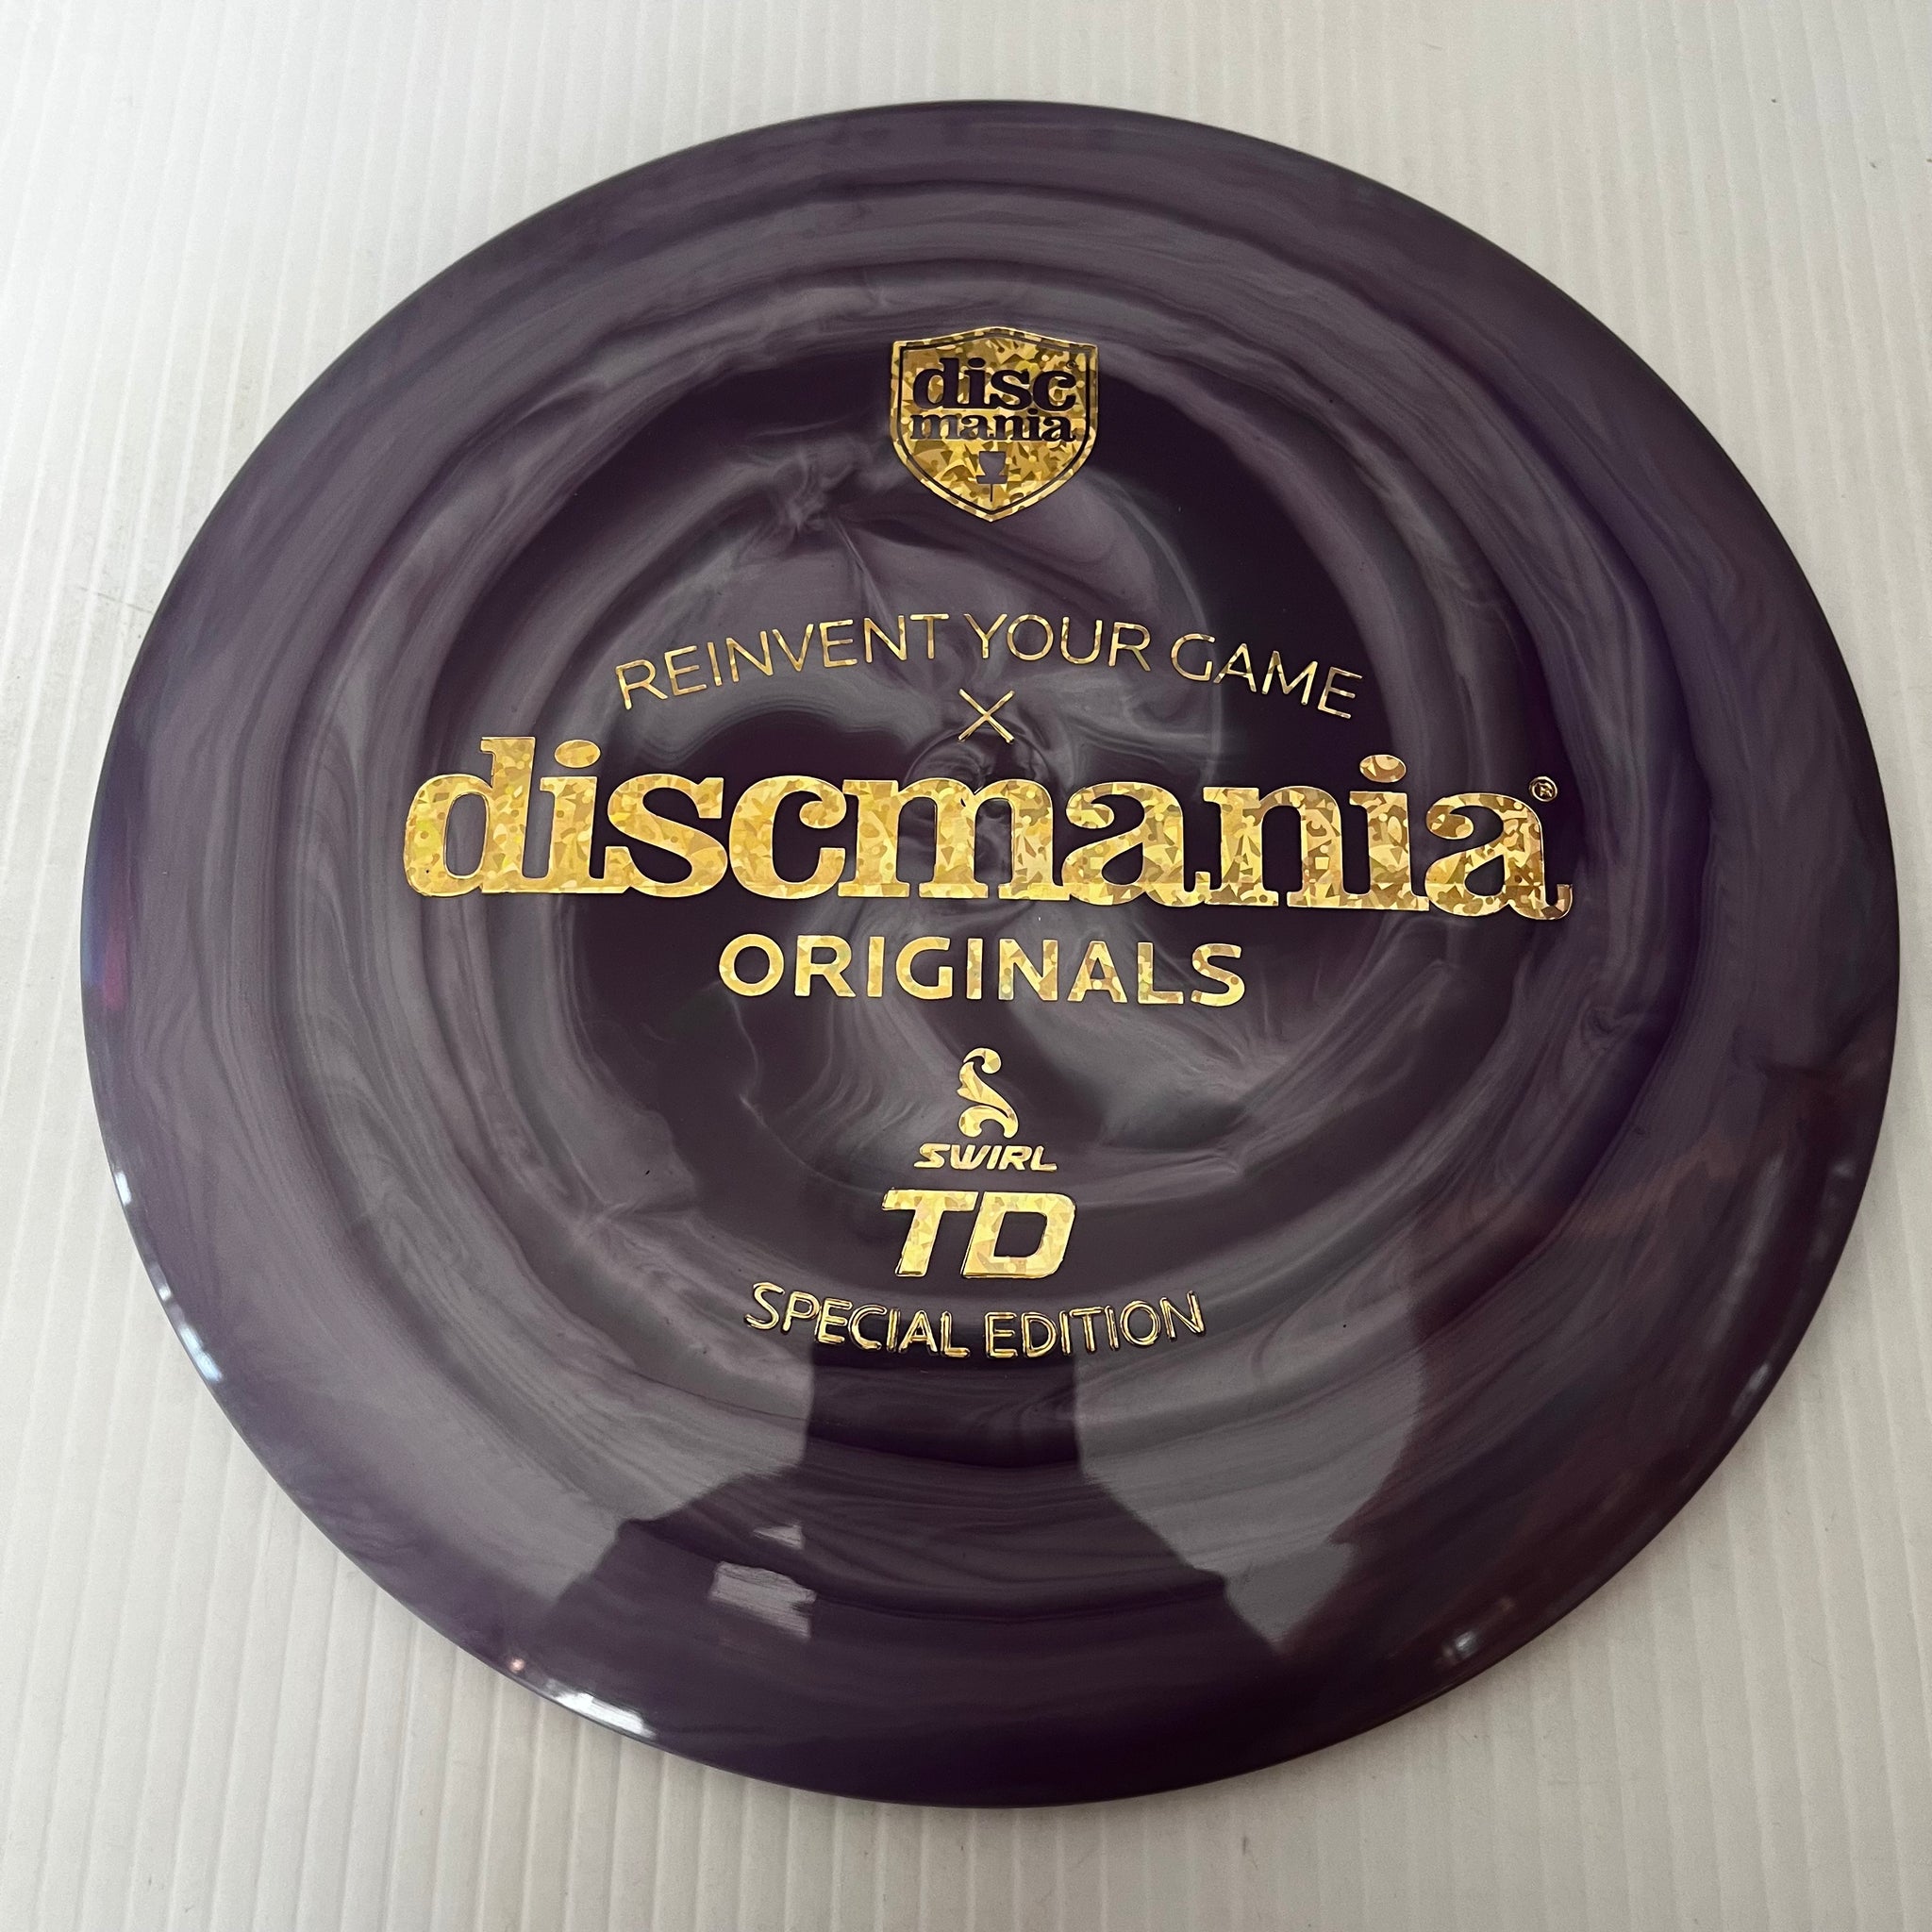 disc
mania
REINVENT YOUR GAME
X
discmania®
ORIGINALS
SWIRL
TD
SPECIAL EDITION